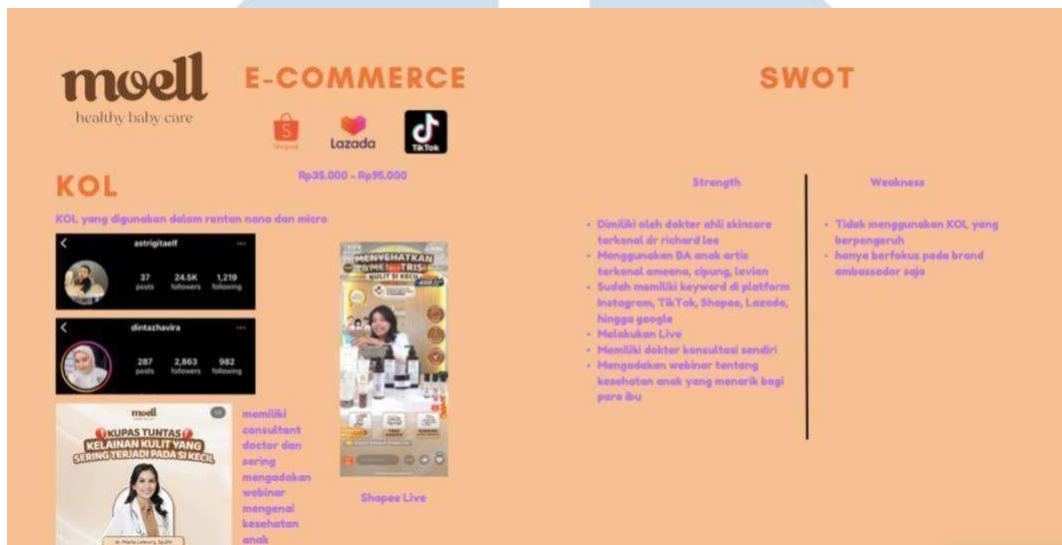 moell
healthy baby care
E-COMMERCE
Shopee
Lazada
TikTok
Rp35.000 - Rp95.000
KOL
KOL yang digunakan dalam rentan nano dan micro
astrigitaelf
37 24.5K 1,219
posts followers following
dintazhavira
287 2,863 982
posts followers following
moell
KUPAS TUNTAS
KELAINAN KULIT YANG
SERING TERJADI PADA SI KECIL
memiliki
consultant
doctor dan
sering
mengadakan
webinar
mengenai
kesehatan
anak
MENYEHATKAN
KULIT SI KECIL
Shopee Live
SWOT
Strength
• Dimiliki oleh dokter ahli skincare
terkenal dr richard lee
• Menggunakan BA anak artis
terkenal ameena, cipung, levian
• Sudah memiliki keyword di platform
instagram, TikTok, Shopee, Lazada,
hingga google
• Melakukan Live
• Memiliki dokter konsultasi sendiri
• Mengadakan webinar tentang
kesehatan anak yang menarik bagi
para ibu
Weakness
• Tidak menggunakan KOL yang
berpengaruh
• hanya berfokus pada brand
ambassador saja